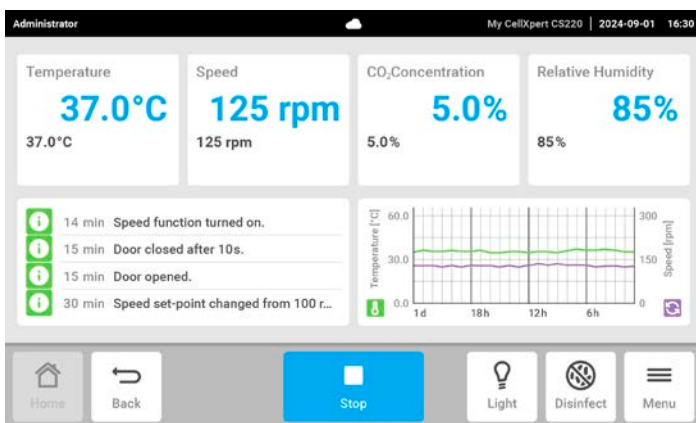 Administrator
My CellXpert CS220 | 2024-09-01 16:30
Temperature
37.0°C
37.0°C
Speed
125 rpm
125 rpm
CO₂Concentration
5.0%
5.0%
Relative Humidity
85%
85%
14 min Speed function turned on.
15 min Door closed after 10s.
15 min Door opened.
30 min Speed set-point changed from 100 r...
Temperature [°C]
60.0
30.0
0.0
1d 18h 12h 6h
300
150
0
Speed [rpm]
Home
Back
Stop
Light
Disinfect
Menu